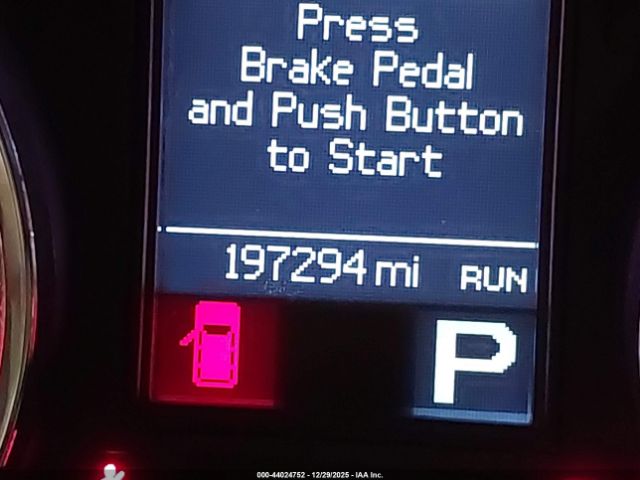 Press
Brake Pedal
and Push Button
to Start
197294 mi RUN
P
000-44024752 - 12/29/2025 - IAA Inc.